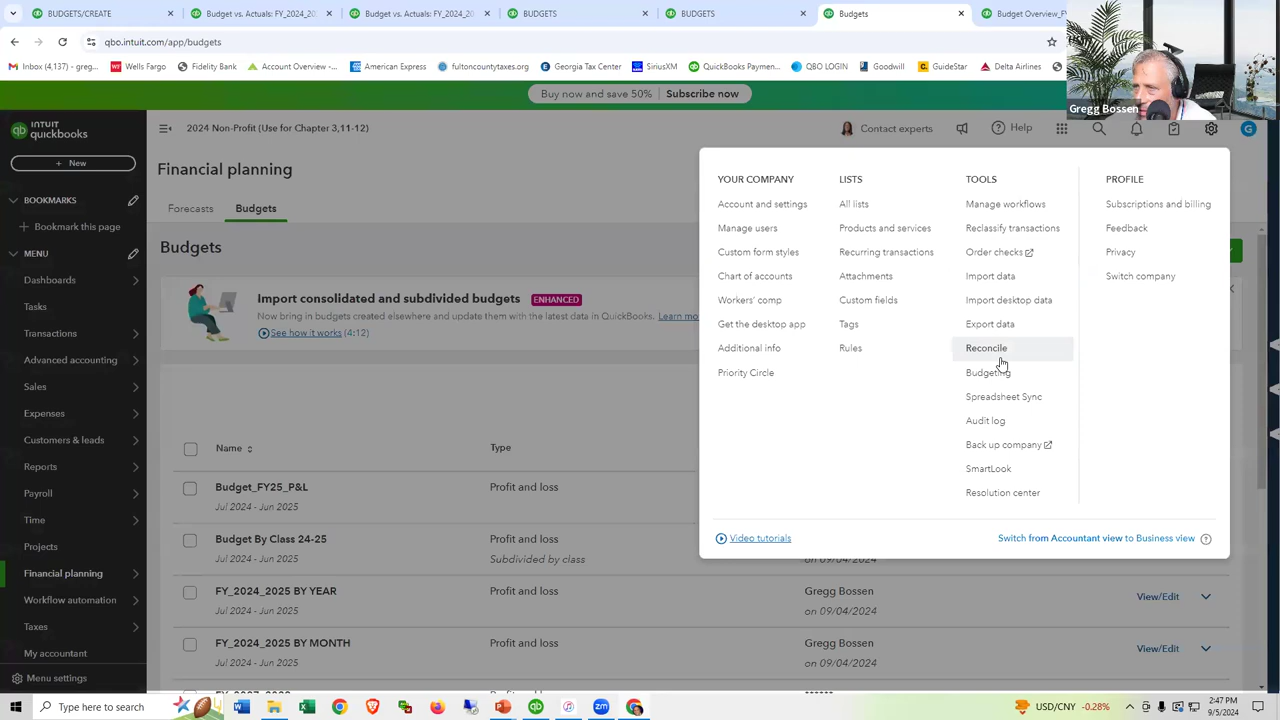 BUDGETS/CREATE
Budget vs. Actuals: FY_2024_20
Budget vs. Actuals: FY_2024_20
BUDGETS
BUDGETS
Budgets
Budget Overview_F
qbo.intuit.com/app/budgets
Inbox (4,137) - greg...
Wells Fargo
Fidelity Bank
Account Overview -...
American Express
fultoncountytaxes.org
Georgia Tax Center
SiriusXM
QuickBooks Paymen...
QBO LOGIN
Goodwill
GuideStar
Delta Airlines
Gregg Bossen
Buy now and save 50%
Subscribe now
INTUIT
quickbooks
2024 Non-Profit (Use for Chapter 3,11-12)
Contact experts
Help
G
+ New
BOOKMARKS
Bookmark this page
MENU
Dashboards
Tasks
Transactions
Advanced accounting
Sales
Expenses
Customers & leads
Reports
Payroll
Time
Projects
Financial planning
Workflow automation
Taxes
My accountant
Menu settings
Financial planning
Forecasts
Budgets
Budgets
Import consolidated and subdivided budgets
ENHANCED
Now bring in budgets created elsewhere and update them with the latest data in QuickBooks. Learn mo
See how it works (4:12)
Name
Type
Budget_FY25_P&L
Profit and loss
Jul 2024 - Jun 2025
Budget By Class 24-25
Profit and loss
Jul 2024 - Jun 2025
Subdivided by class
on 09/04/2024
FY_2024_2025 BY YEAR
Profit and loss
Gregg Bossen
View/Edit
Jul 2024 - Jun 2025
on 09/04/2024
FY_2024_2025 BY MONTH
Profit and loss
Gregg Bossen
View/Edit
Jul 2024 - Jun 2025
on 09/04/2024
YOUR COMPANY
Account and settings
Manage users
Custom form styles
Chart of accounts
Workers' comp
Get the desktop app
Additional info
Priority Circle
LISTS
All lists
Products and services
Recurring transactions
Attachments
Custom fields
Tags
Rules
TOOLS
Manage workflows
Reclassify transactions
Order checks
Import data
Import desktop data
Export data
Reconcile
Budgeting
Spreadsheet Sync
Audit log
Back up company
SmartLook
Resolution center
PROFILE
Subscriptions and billing
Feedback
Privacy
Switch company
Video tutorials
Switch from Accountant view to Business view
Type here to search
USD/CNY -0.28%
2:47 PM
9/5/2024